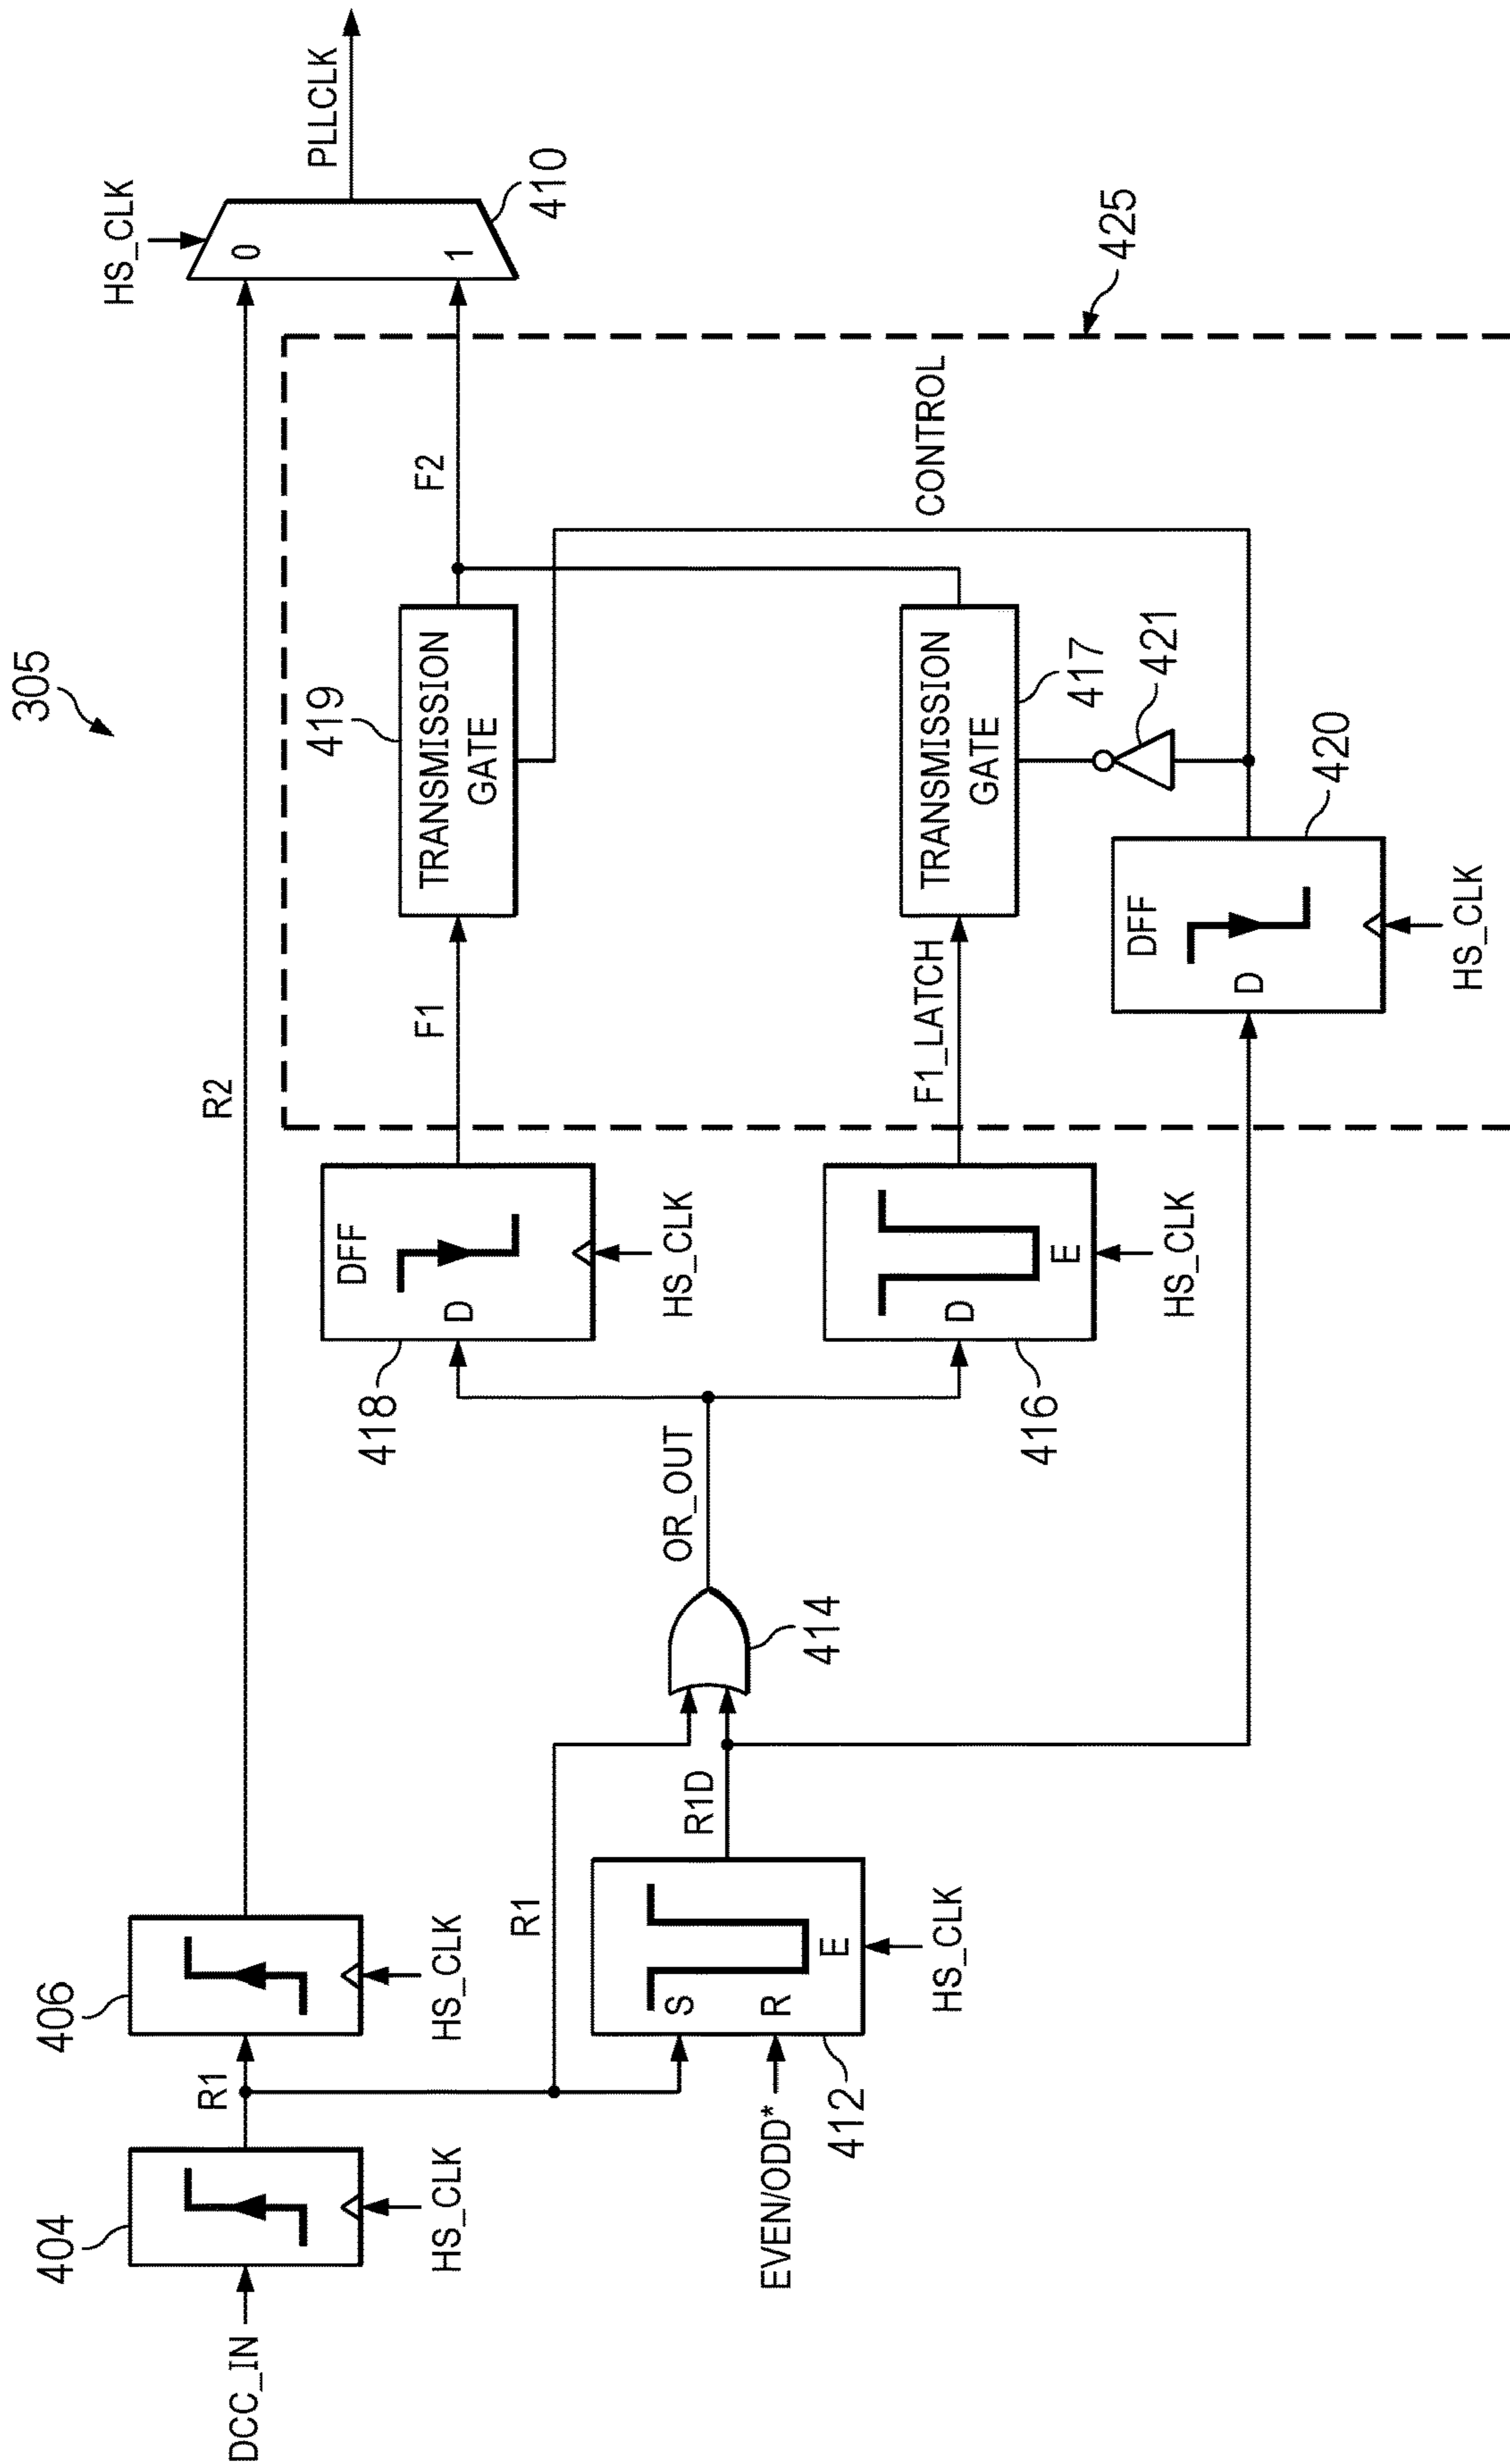 305
DCC_IN
404
HS_CLK
R1
406
HS_CLK
R2
HS_CLK
0
1
410
PLLCLK
R1
EVEN/ODD*
S
R
E
412
HS_CLK
R1D
414
OR_OUT
418
DFF
D
HS_CLK
F1
419
TRANSMISSION
GATE
F2
416
D
E
HS_CLK
F1_LATCH
TRANSMISSION
GATE
417
421
CONTROL
425
DFF
D
420
HS_CLK